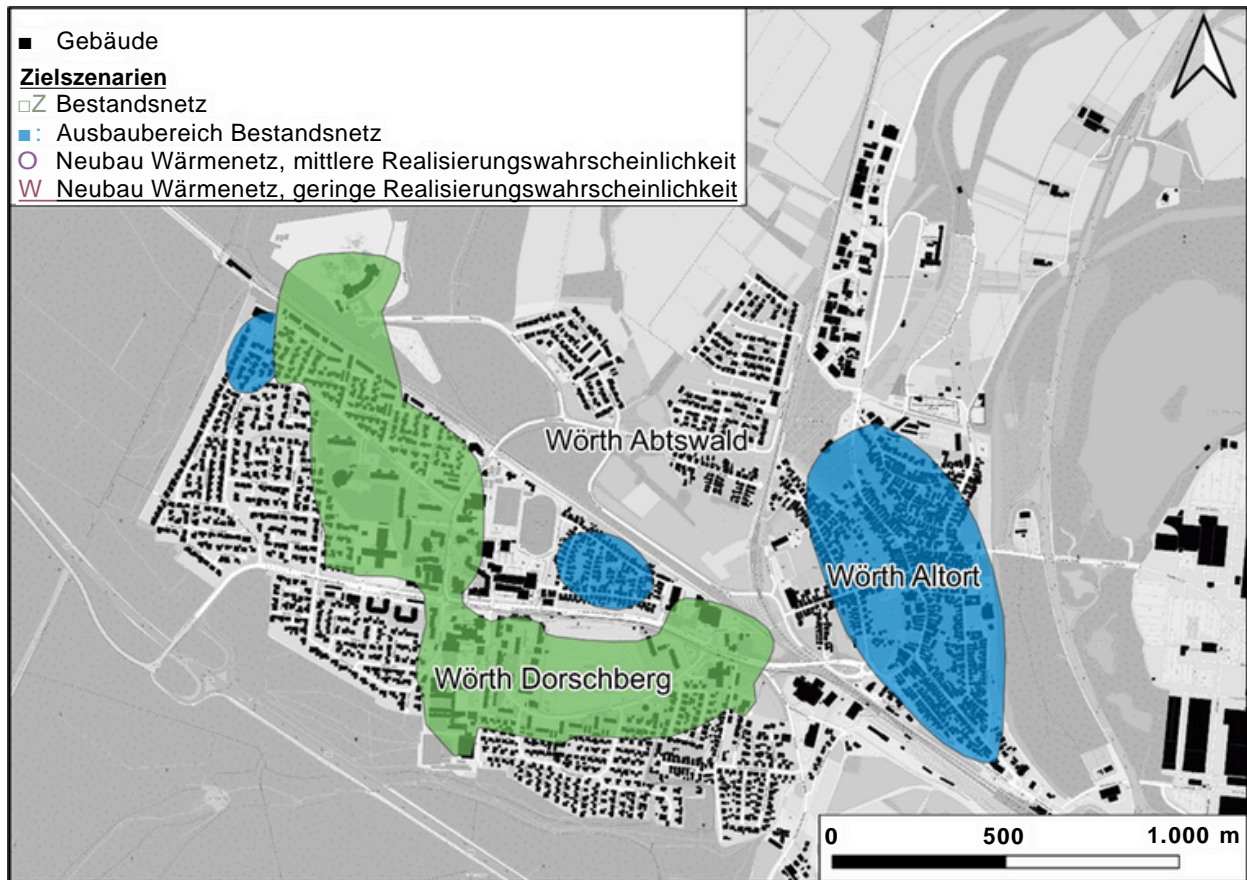 ■ Gebäude
Zielszenarien
□Z Bestandsnetz
■: Ausbaubereich Bestandsnetz
O Neubau Wärmenetz, mittlere Realisierungswahrscheinlichkeit
W Neubau Wärmenetz, geringe Realisierungswahrscheinlichkeit
Wörth Abtswald
Wörth Altort
Wörth Dorschberg
0 500 1.000 m